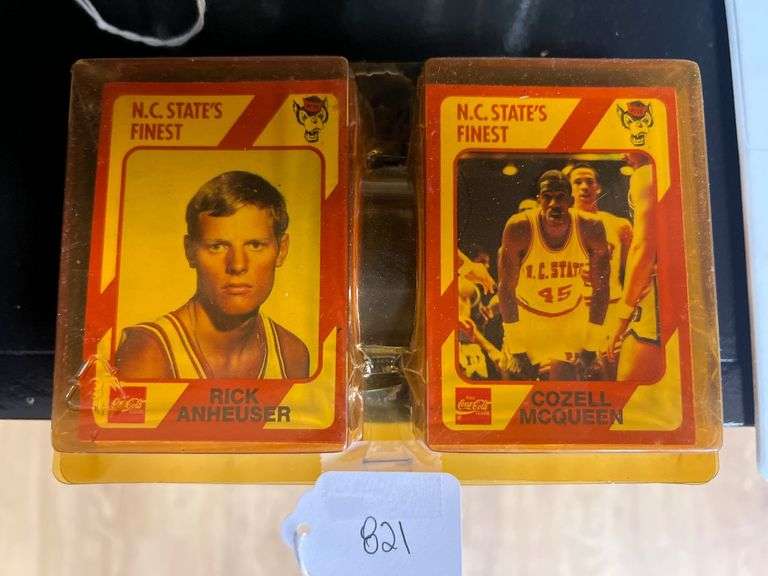 N.C. STATE'S
FINEST
Coca-Cola
RICK
ANHEUSER
N.C. STATE'S
FINEST
N.C. STATE
45
Coca-Cola
COZELL
MCQUEEN
821